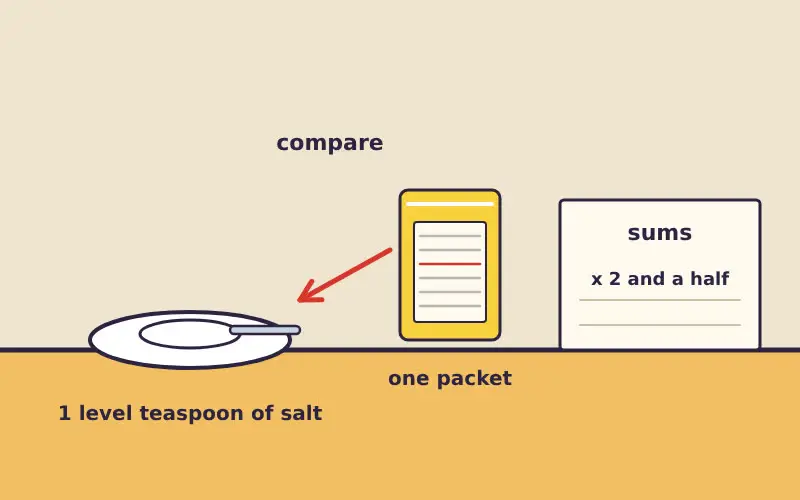 compare
sums
x 2 and a half
one packet
1 level teaspoon of salt